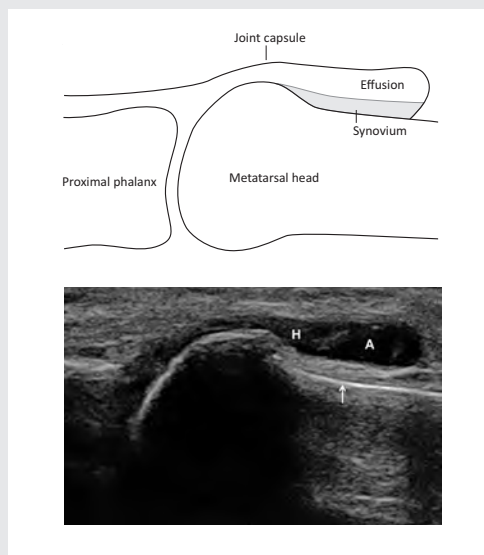 Joint capsule
Effusion
Synovium
Proximal phalanx
Metatarsal head
H
A